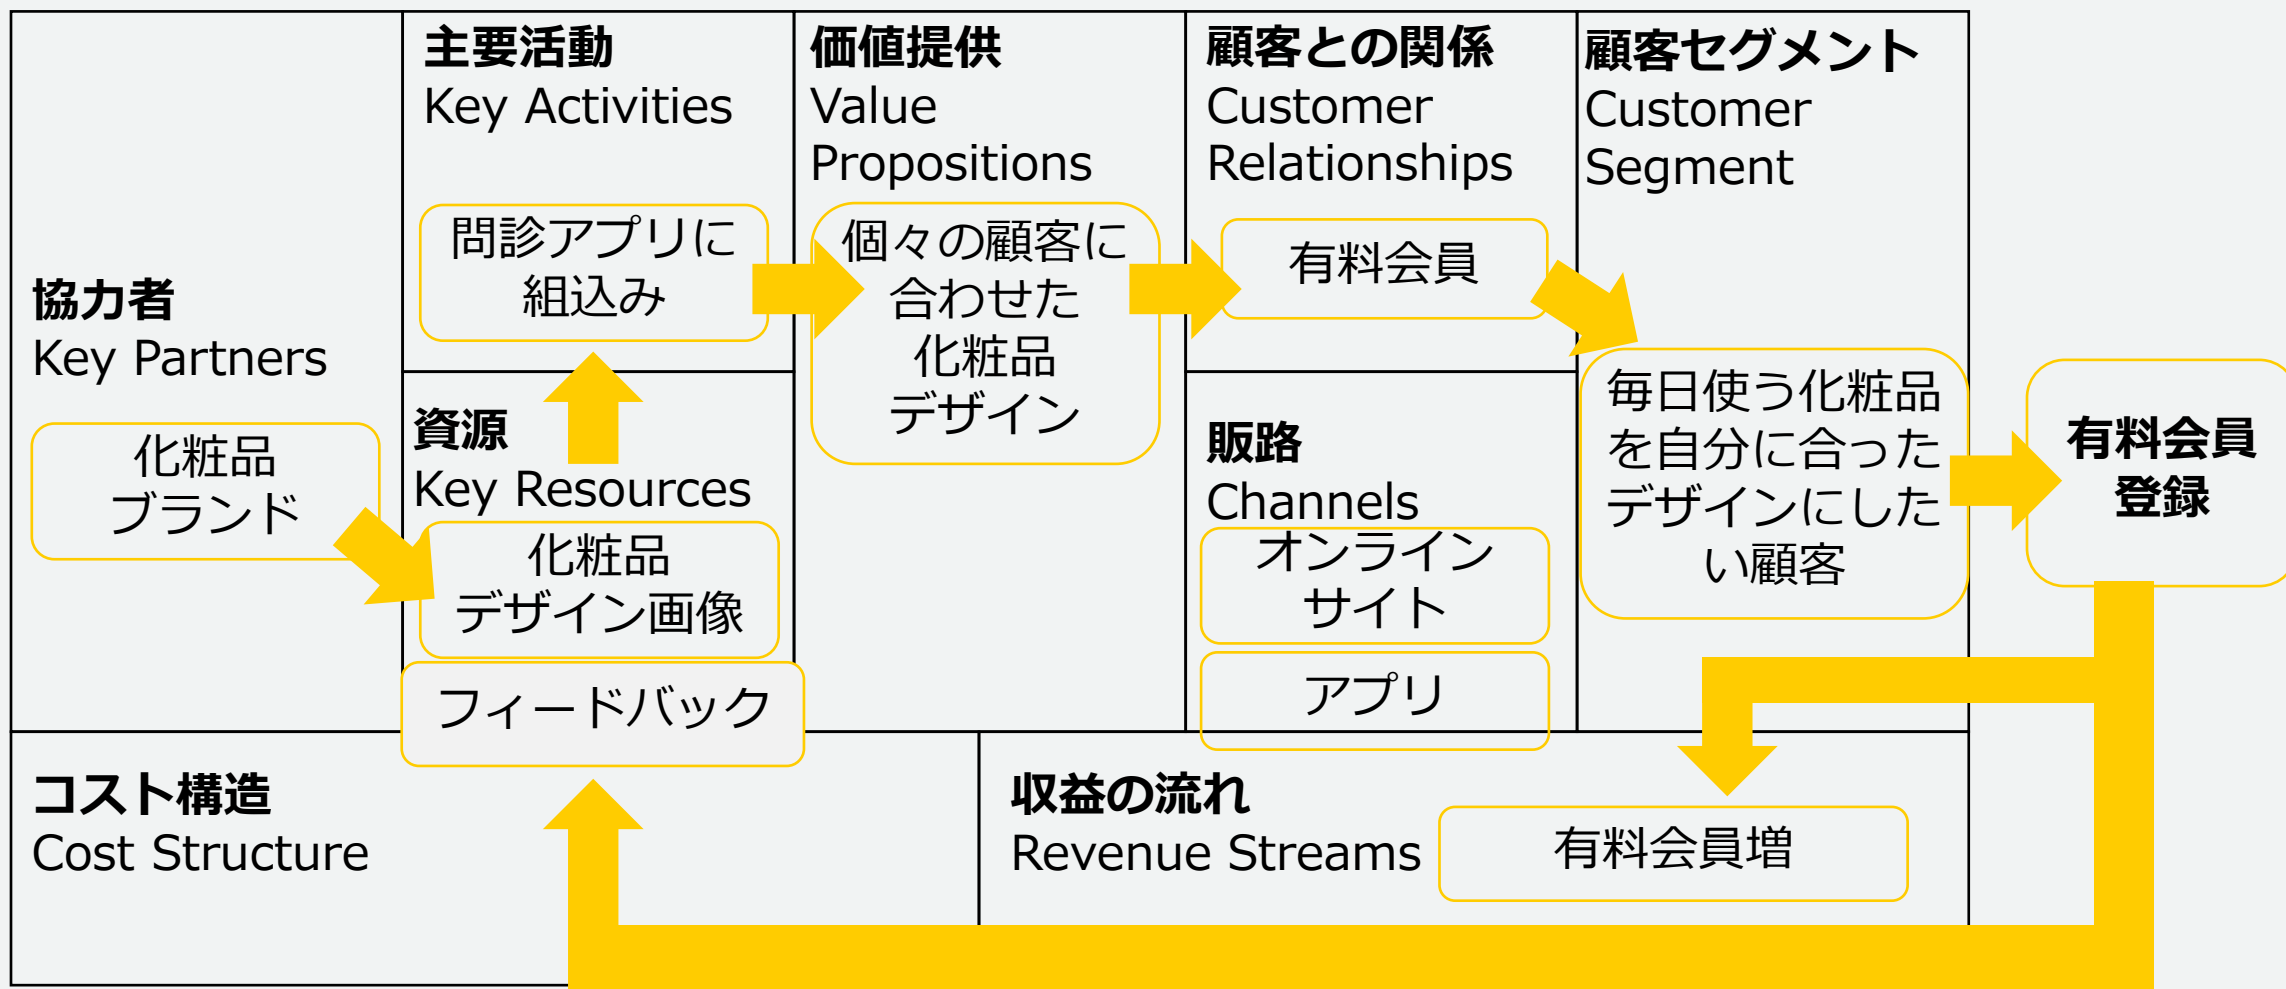 協力者
Key Partners
化粧品
ブランド
主要活動
Key Activities
問診アプリに
組込み
資源
Key Resources
化粧品
デザイン画像
フィードバック
価値提供
Value
Propositions
個々の顧客に
合わせた
化粧品
デザイン
顧客との関係
Customer
Relationships
有料会員
販路
Channels
オンライン
サイト
アプリ
顧客セグメント
Customer
Segment
毎日使う化粧品
を自分に合った
デザインにした
い顧客
有料会員
登録
コスト構造
Cost Structure
収益の流れ
Revenue Streams
有料会員増